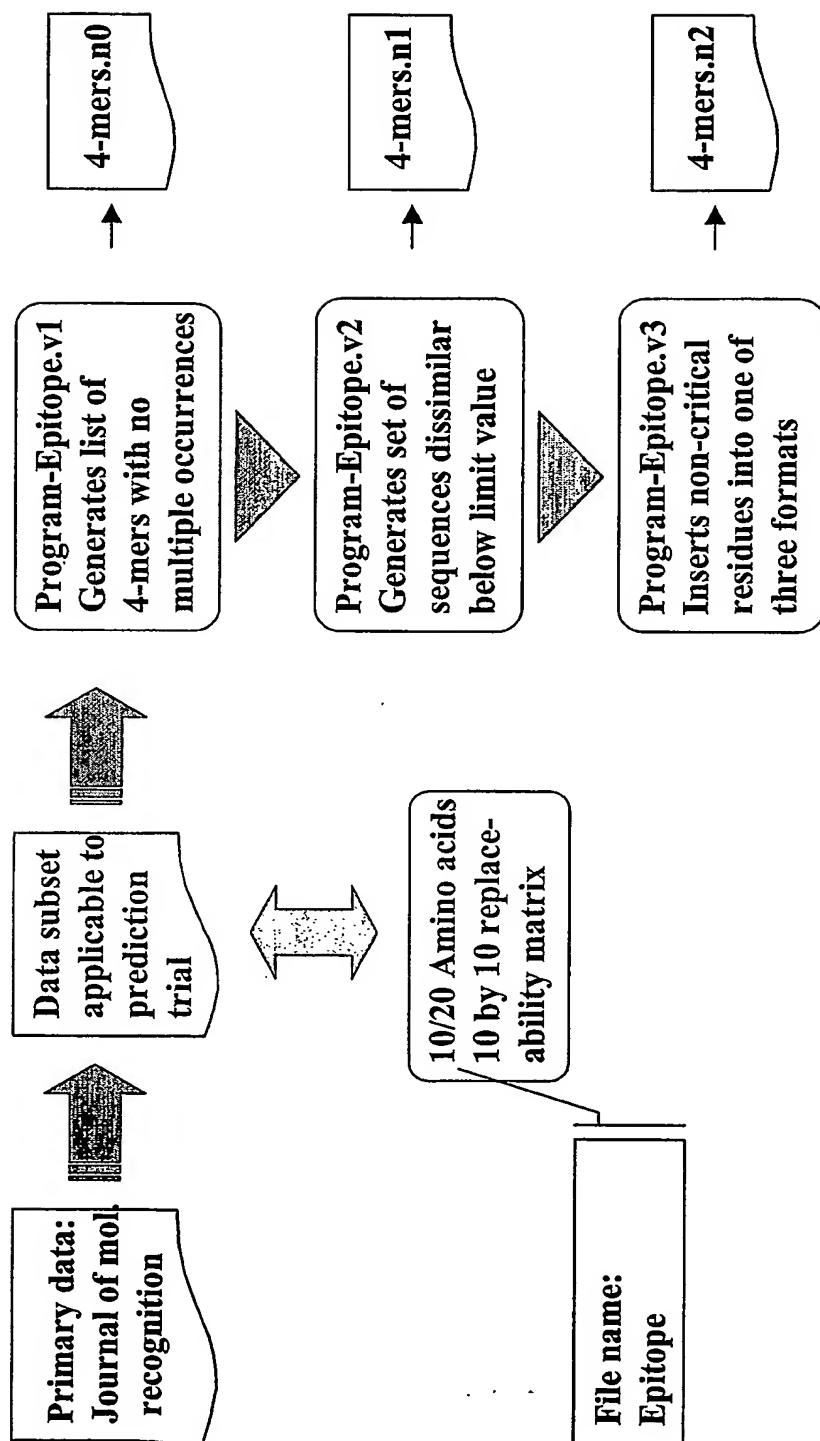 Primary data:
Journal of mol.
recognition
Data subset
applicable to
prediction
trial
Program-Epitope.v1
Generates list of
4-mers with no
multiple occurrences
4-mers.n0
Program-Epitope.v2
Generates set of
sequences dissimilar
below limit value
4-mers.n1
Program-Epitope.v3
Inserts non-critical
residues into one of
three formats
4-mers.n2
10/20 Amino acids
10 by 10 replace-
ability matrix
File name:
Epitope